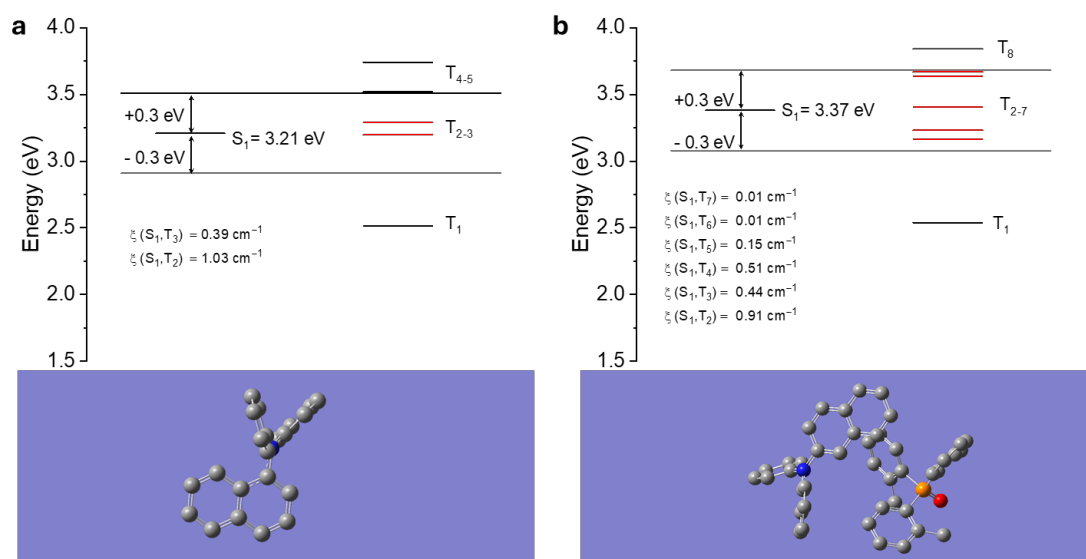 a
Energy (eV)
4.0
3.5
3.0
2.5
2.0
1.5
+0.3 eV
- 0.3 eV
S₁= 3.21 eV
T₄₋₅
T₂₋₃
T₁
ξ (S₁,T₃) = 0.39 cm⁻¹
ξ (S₁,T₂) = 1.03 cm⁻¹
b
Energy (eV)
4.0
3.5
3.0
2.5
2.0
1.5
+0.3 eV
- 0.3 eV
S₁= 3.37 eV
T₈
T₂₋₇
T₁
ξ (S₁,T₇) = 0.01 cm⁻¹
ξ (S₁,T₆) = 0.01 cm⁻¹
ξ (S₁,T₅) = 0.15 cm⁻¹
ξ (S₁,T₄) = 0.51 cm⁻¹
ξ (S₁,T₃) = 0.44 cm⁻¹
ξ (S₁,T₂) = 0.91 cm⁻¹